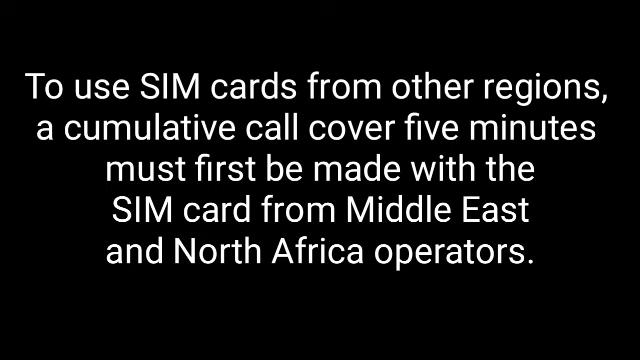 To use SIM cards from other regions,
a cumulative call cover five minutes
must first be made with the
SIM card from Middle East
and North Africa operators.